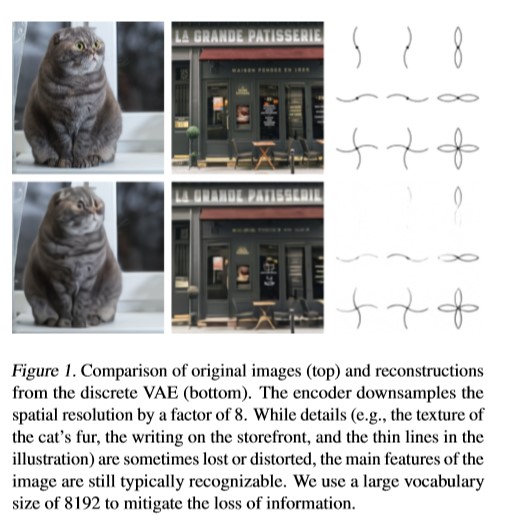 LA GRANDE PATISSERIE
MAISON FONDEE EN
LA GRANDE PATISSERIE
Figure 1. Comparison of original images (top) and reconstructions
from the discrete VAE (bottom). The encoder downsamples the
spatial resolution by a factor of 8. While details (e.g., the texture of
the cat's fur, the writing on the storefront, and the thin lines in the
illustration) are sometimes lost or distorted, the main features of the
image are still typically recognizable. We use a large vocabulary
size of 8192 to mitigate the loss of information.